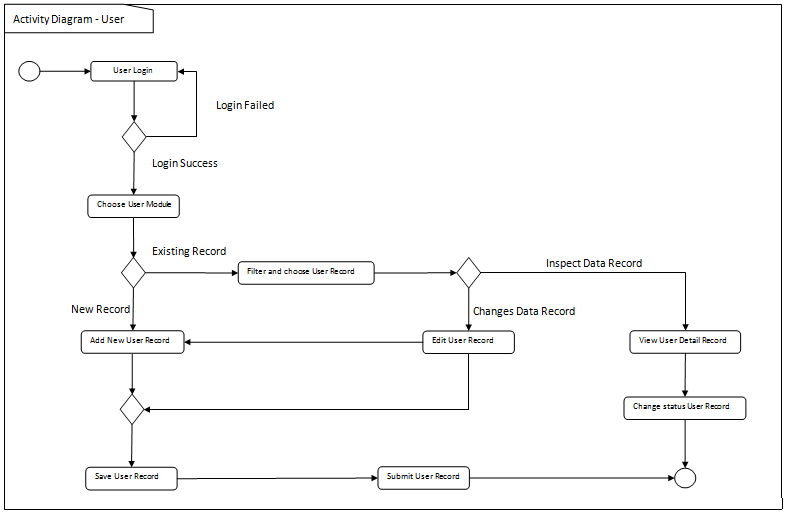 Activity Diagram - User
User Login
Login Failed
Login Success
Choose User Module
Existing Record
Filter and choose User Record
Inspect Data Record
New Record
Changes Data Record
Add New User Record
Edit User Record
View User Detail Record
Change status User Record
Save User Record
Submit User Record